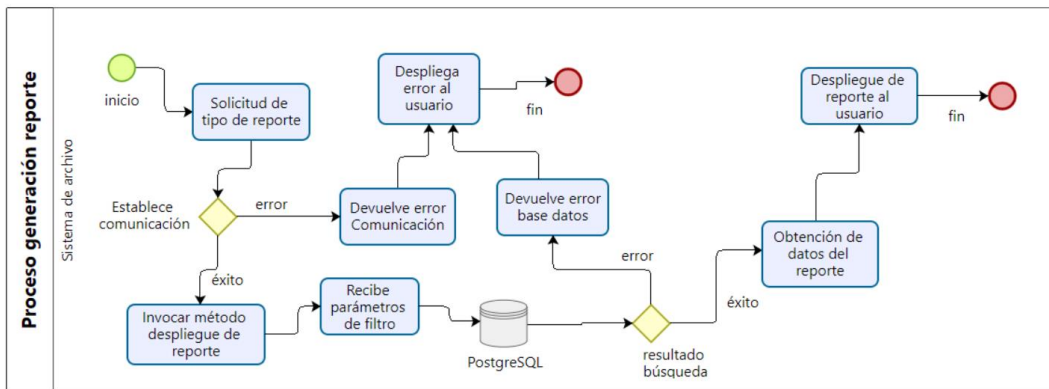 Proceso generación reporte
Sistema de archivo
inicio
Solicitud de
tipo de reporte
Establece
comunicación
error
éxito
Devuelve error
Comunicación
Despliega
error al
usuario
fin
Invocar método
despliegue de
reporte
Recibe
parámetros
de filtro
PostgreSQL
Devuelve error
base datos
error
resultado
búsqueda
éxito
Obtención de
datos del
reporte
Despliegue de
reporte al
usuario
fin